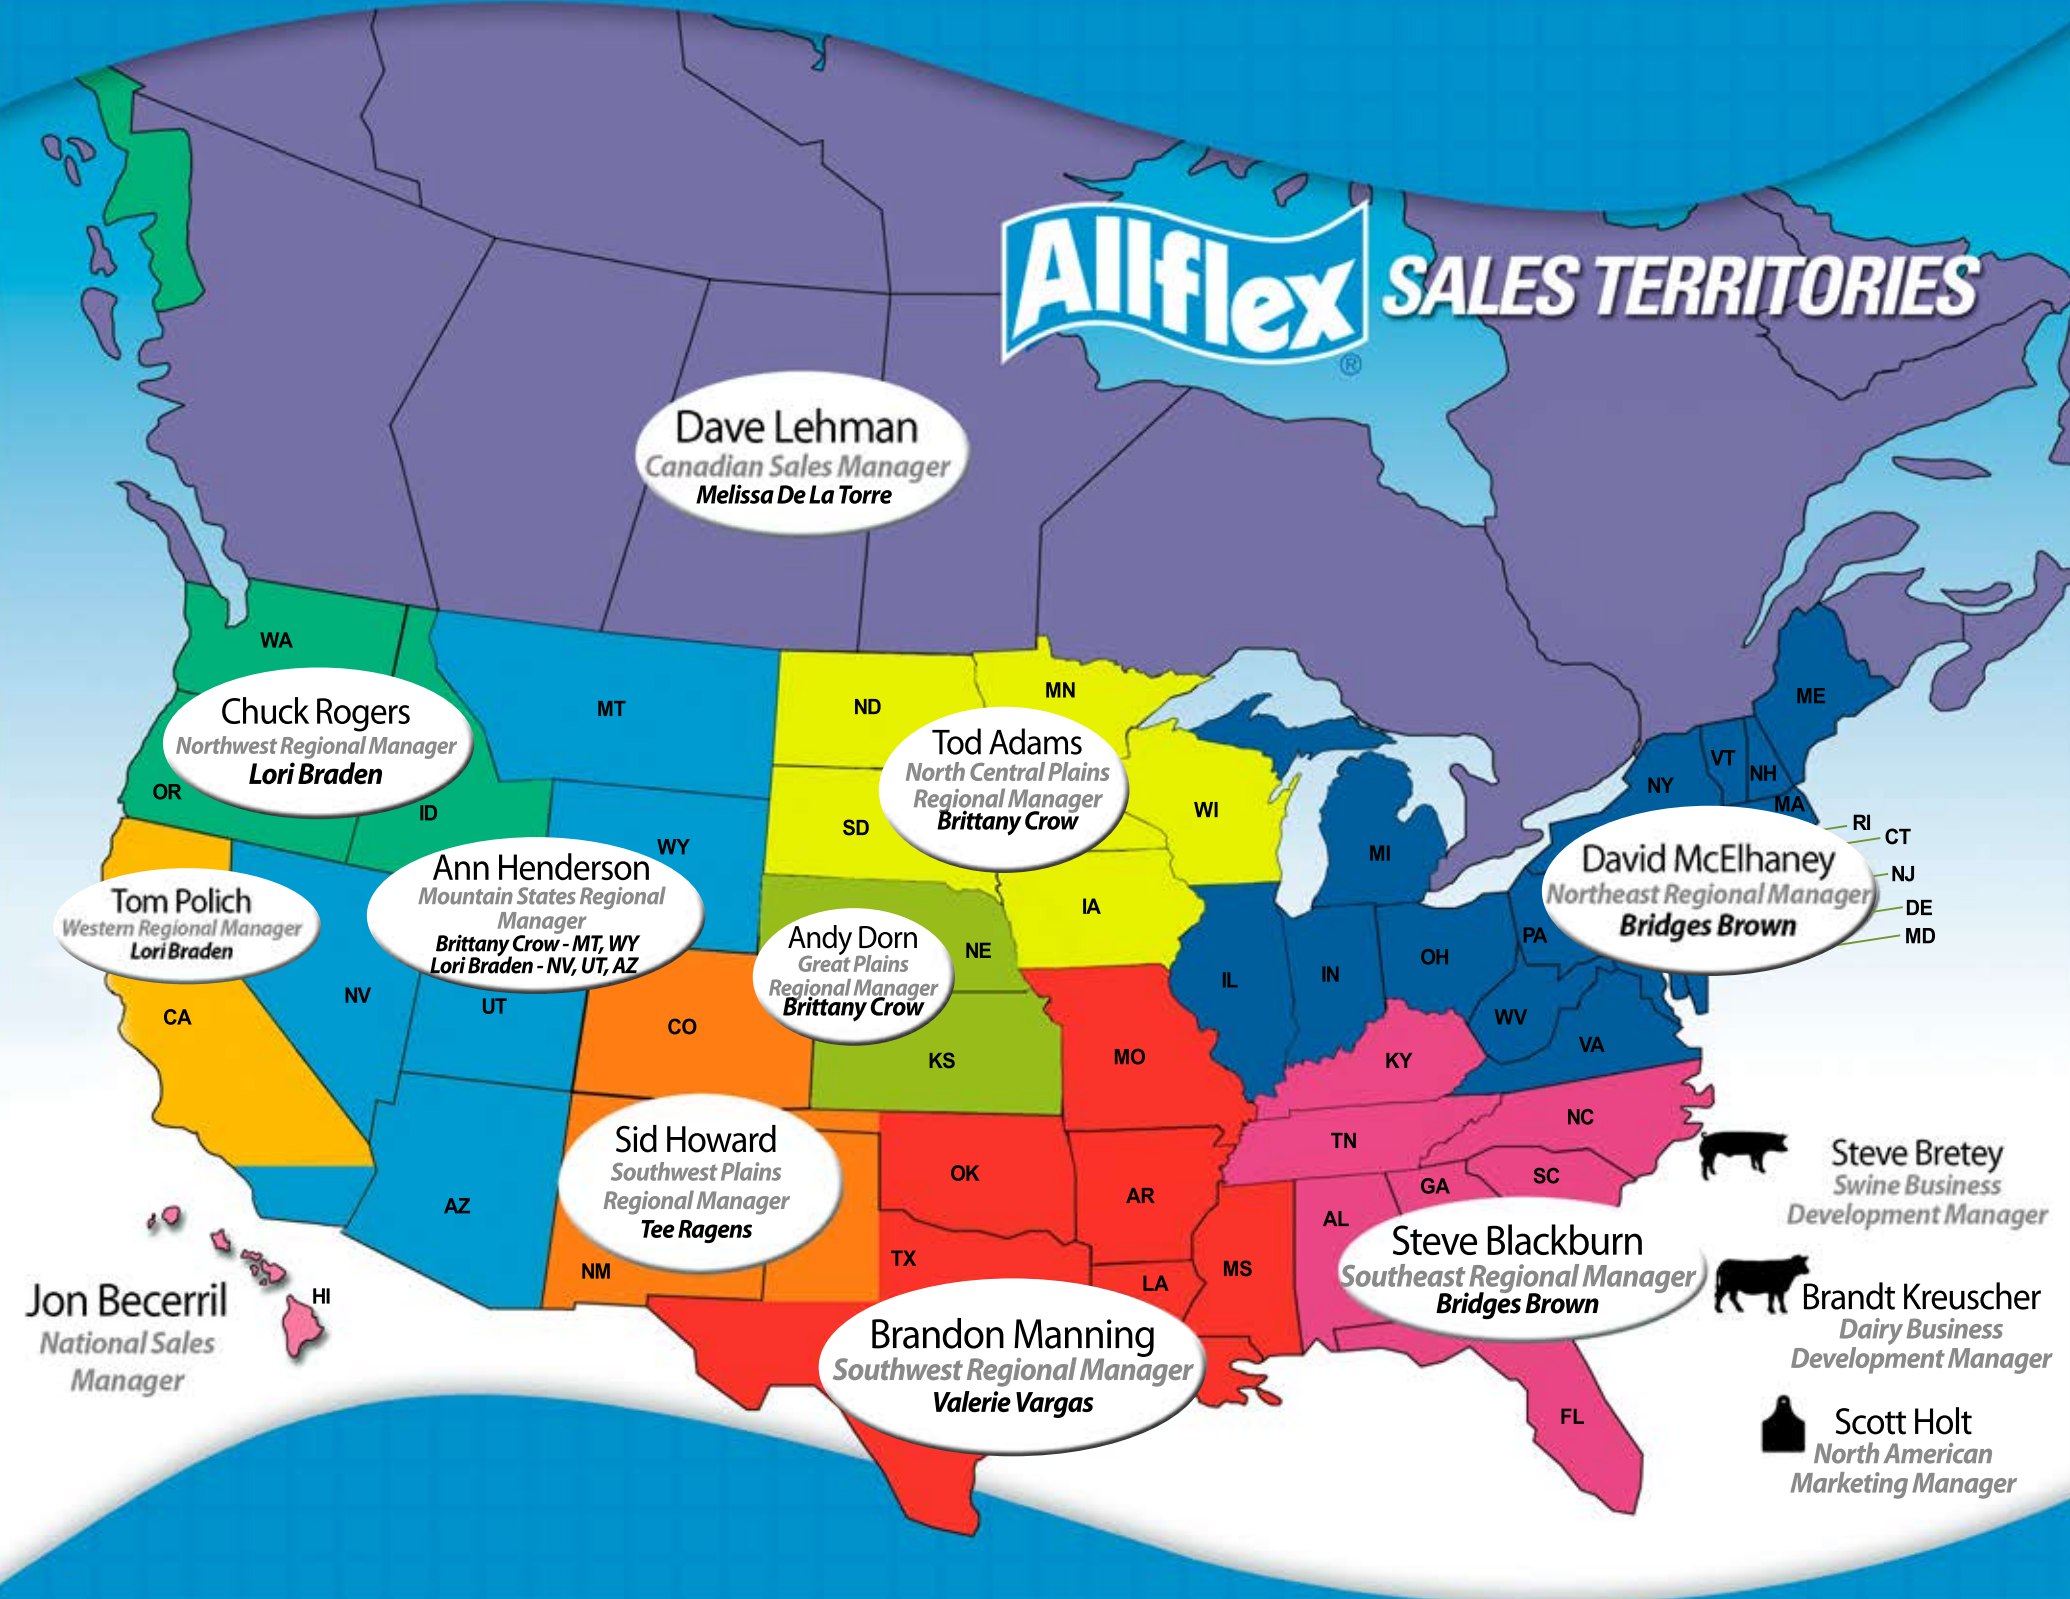 Allflex SALES TERRITORIES
®
Dave Lehman
Canadian Sales Manager
Melissa De La Torre
WA
Chuck Rogers
Northwest Regional Manager
Lori Braden
OR
ID
MT
WY
ND
MN
SD
Tod Adams
North Central Plains
Regional Manager
Brittany Crow
WI
IA
MI
ME
VT
NH
NY
MA
RI
CT
NJ
DE
MD
David McElhaney
Northeast Regional Manager
Bridges Brown
PA
OH
IN
IL
WV
VA
Tom Polich
Western Regional Manager
Lori Braden
CA
Ann Henderson
Mountain States Regional
Manager
Brittany Crow - MT, WY
Lori Braden - NV, UT, AZ
NV
UT
AZ
Andy Dorn
Great Plains
Regional Manager
Brittany Crow
NE
KS
CO
MO
KY
TN
NC
SC
GA
AL
Sid Howard
Southwest Plains
Regional Manager
Tee Ragens
NM
OK
AR
TX
LA
MS
Brandon Manning
Southwest Regional Manager
Valerie Vargas
Steve Blackburn
Southeast Regional Manager
Bridges Brown
FL
HI
Jon Becerril
National Sales
Manager
Steve Bretey
Swine Business
Development Manager
Brandt Kreuscher
Dairy Business
Development Manager
Scott Holt
North American
Marketing Manager